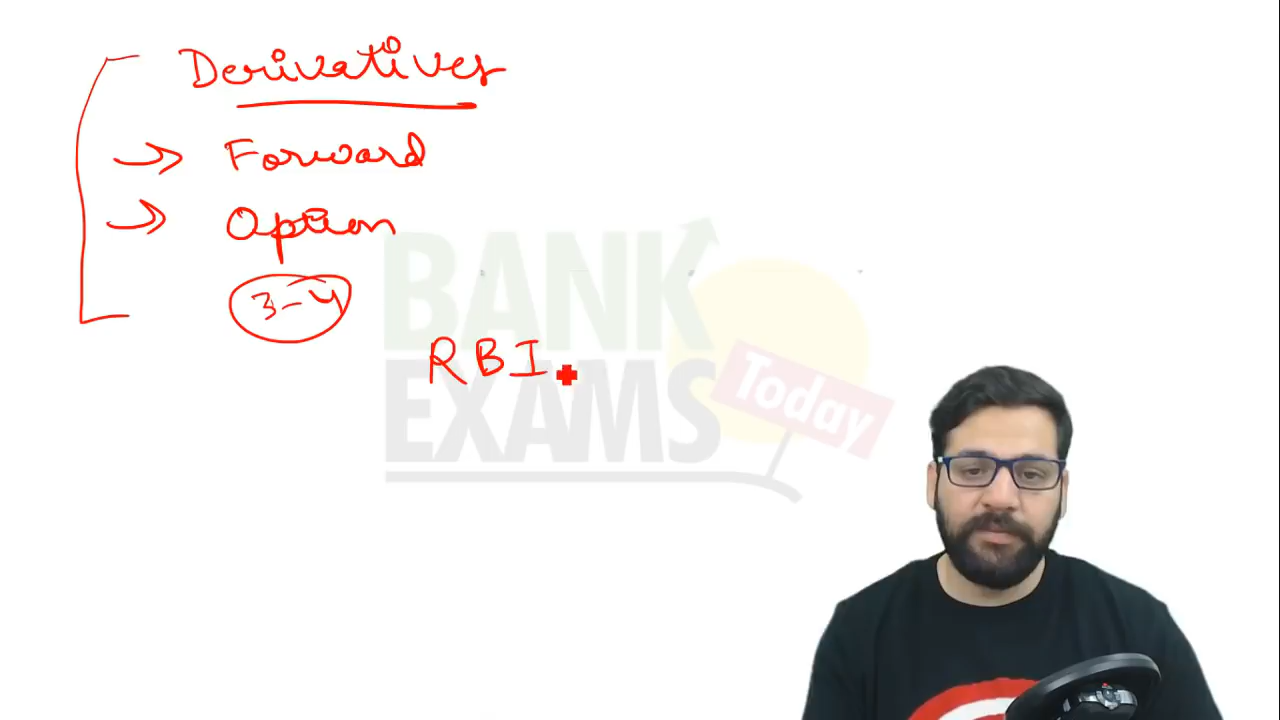 Derivatives
Forward
Option
3-4
RBI
BANK
EXAMS
Today